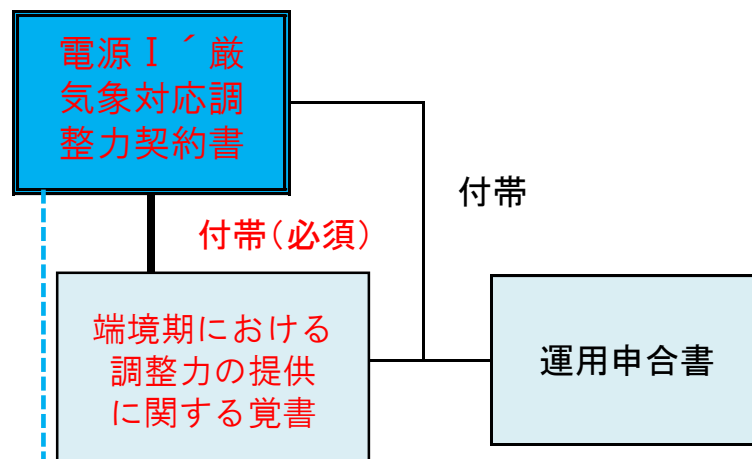 電源Ⅰ´厳
気象対応調
整力契約書
付帯
付帯(必須)
端境期における
調整力の提供
に関する覚書
運用申合書